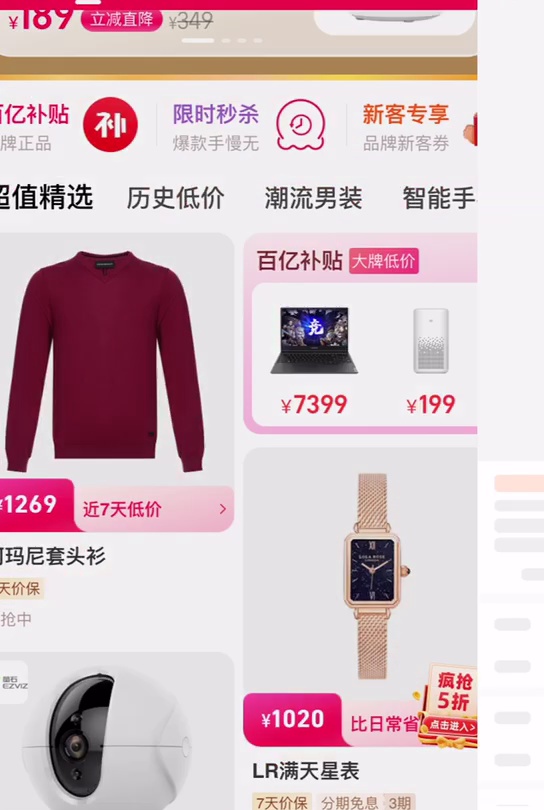 ¥189 立减直降 ¥349
百亿补贴 限时秒杀 新客专享
牌正品 爆款手慢无 品牌新客券
补
超值精选 历史低价 潮流男装 智能手
百亿补贴 大牌低价
竞
¥7399 ¥199
¥1269 近7天低价
阿玛尼套头衫
天价保
抢中
LOLA ROSE
疯抢
5折
点击进入>
¥1020 比日常省
萤石
EZVIZ
LR满天星表
7天价保 分期免息 3期